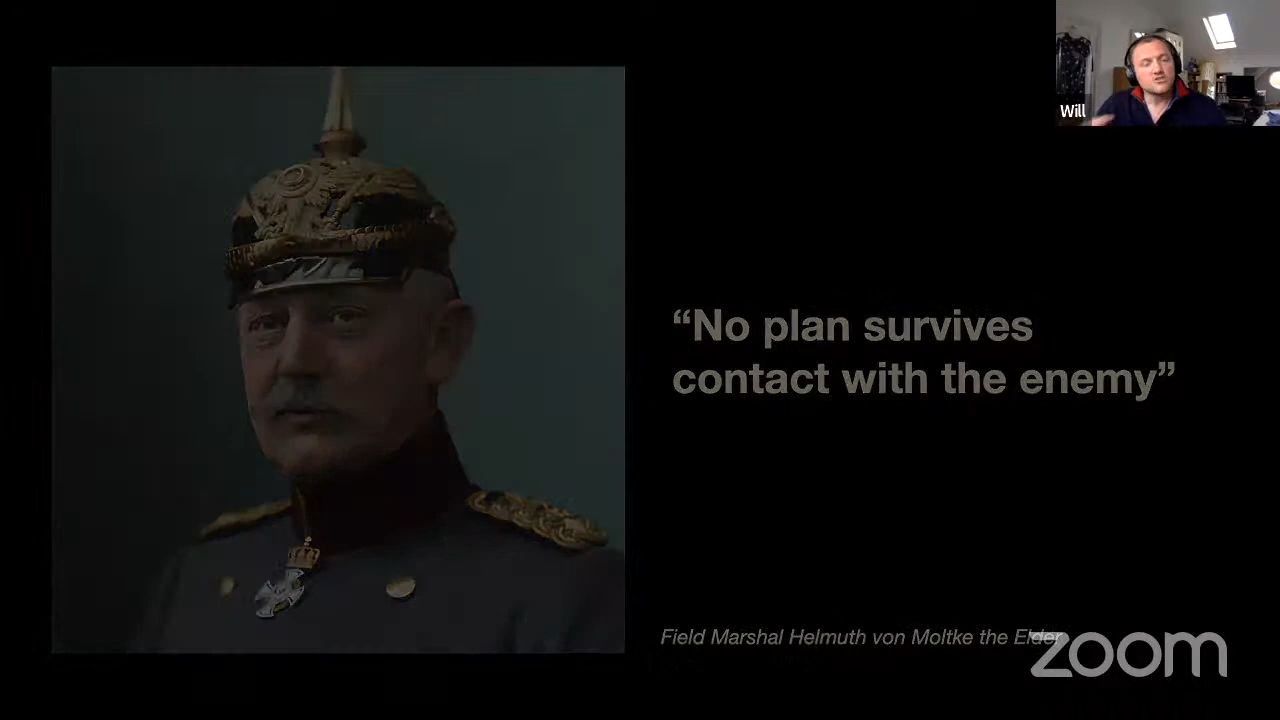 Will
“No plan survives
contact with the enemy”
Field Marshal Helmuth von Moltke the Elder
zoom